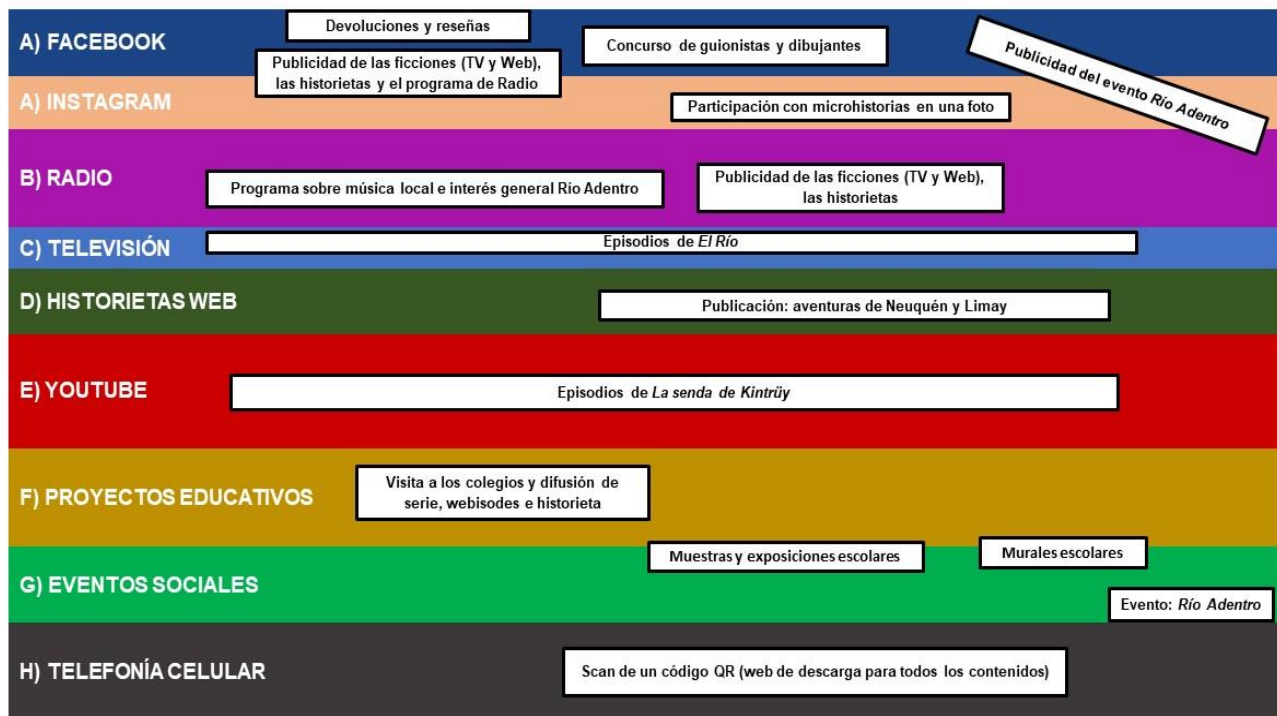 A) FACEBOOK
Devoluciones y reseñas
Concurso de guionistas y dibujantes
Publicidad de las ficciones (TV y Web),
las historietas y el programa de Radio
Publicidad del evento Río Adentro
A) INSTAGRAM
Participación con microhistorias en una foto
B) RADIO
Programa sobre música local e interés general Río Adentro
Publicidad de las ficciones (TV y Web),
las historietas
C) TELEVISIÓN
Episodios de El Río
D) HISTORIETAS WEB
Publicación: aventuras de Neuquén y Limay
E) YOUTUBE
Episodios de La senda de Kintrüy
F) PROYECTOS EDUCATIVOS
Visita a los colegios y difusión de
serie, webisodes e historieta
Muestras y exposiciones escolares
Murales escolares
G) EVENTOS SOCIALES
Evento: Río Adentro
H) TELEFONÍA CELULAR
Scan de un código QR (web de descarga para todos los contenidos)